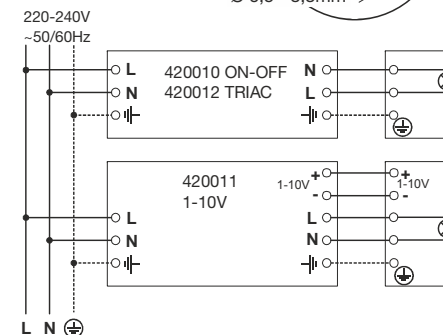 220-240V
~50/60Hz
L 420010 ON-OFF N
N 420012 TRIAC L
420011
1-10V
1-10V + +
- 1-10V -
L L
N N
L N